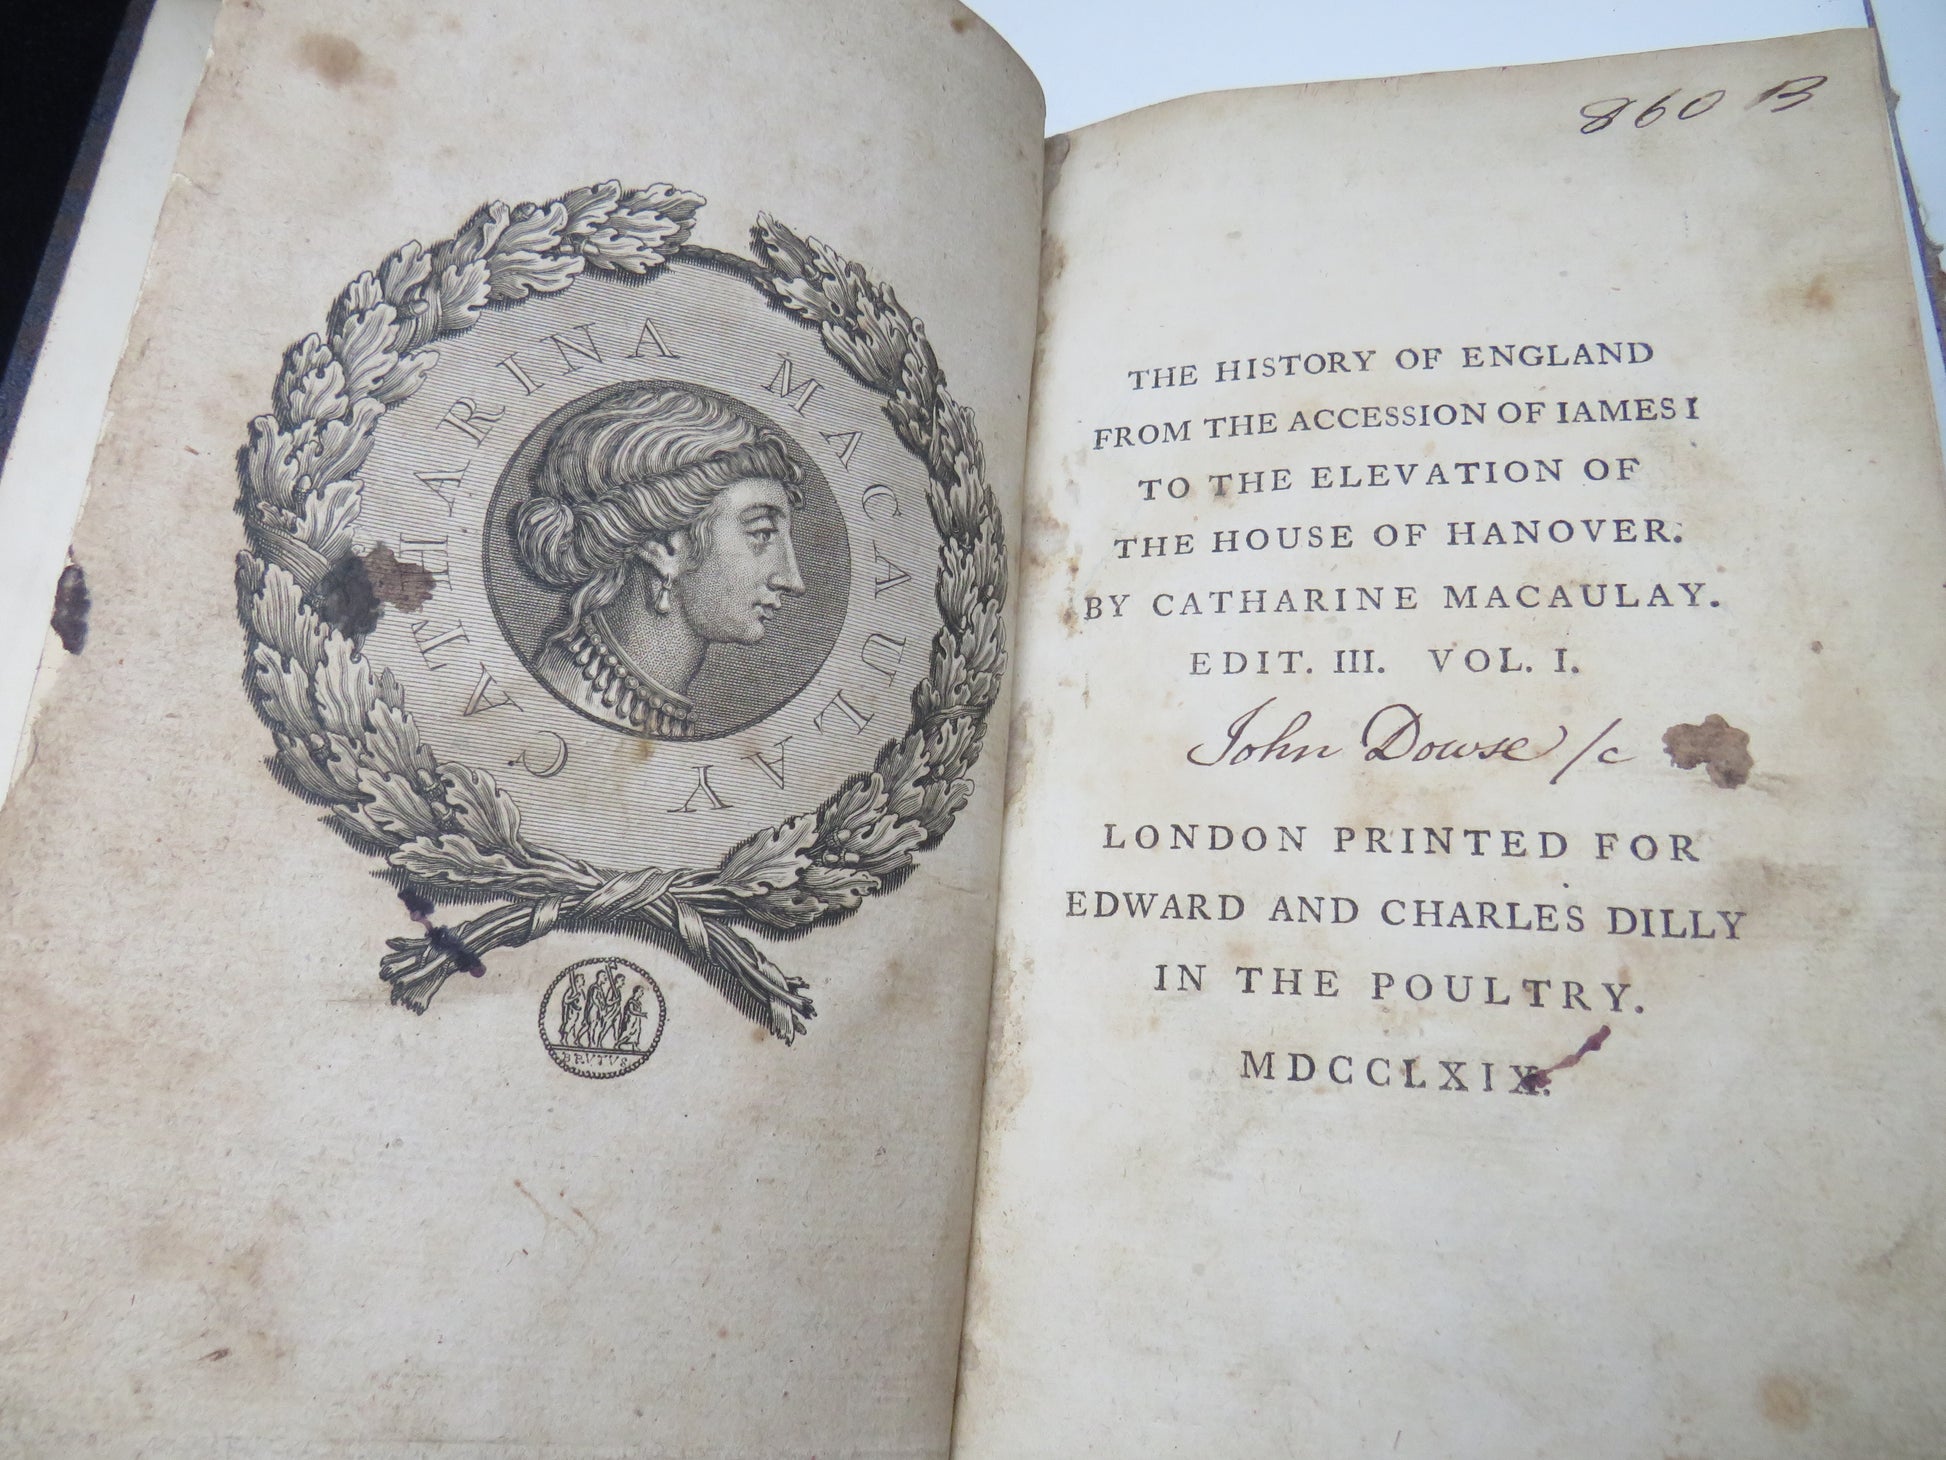 CATHARINA MACAULAY
BRVTVS
860 B
THE HISTORY OF ENGLAND
FROM THE ACCESSION OF IAMES I
TO THE ELEVATION OF
THE HOUSE OF HANOVER.
BY CATHARINE MACAULAY.
EDIT. III. VOL. I.
John Dowse /c
LONDON PRINTED FOR
EDWARD AND CHARLES DILLY
IN THE POULTRY.
MDCCLXIX.